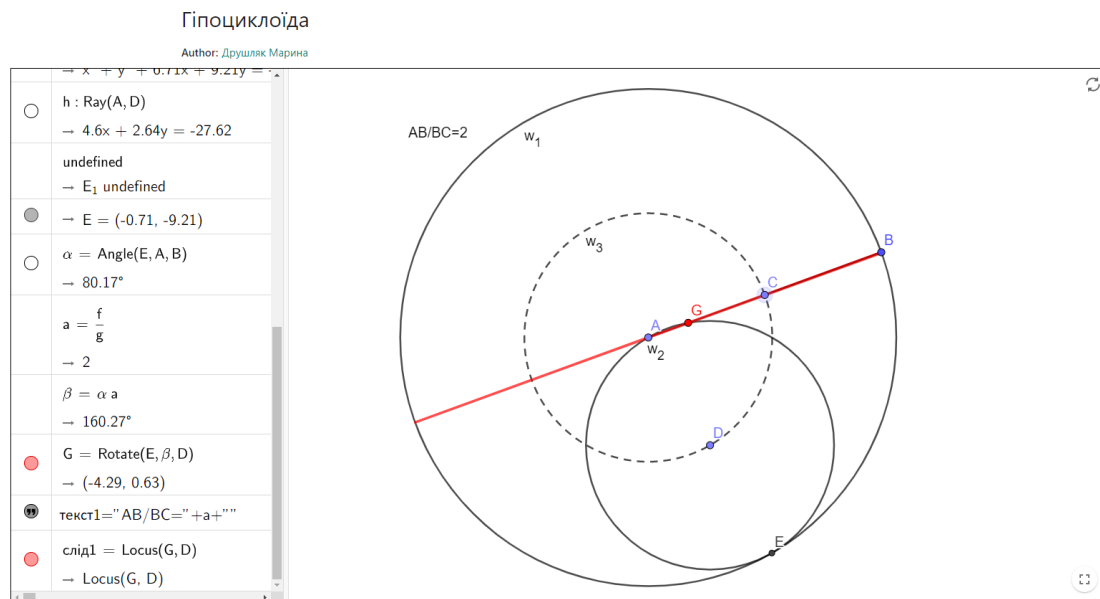 Гіпоциклоїда
Author: Друшляк Марина
h : Ray(A, D)
→ 4.6x + 2.64y = -27.62
undefined
→ E₁ undefined
→ E = (-0.71, -9.21)
α = Angle(E, A, B)
→ 80.17°
a = f/g
→ 2
β = α a
→ 160.27°
G = Rotate(E, β, D)
→ (-4.29, 0.63)
текст1="AB/BC="+a+""
слід1 = Locus(G, D)
→ Locus(G, D)
AB/BC=2
w₁
w₃
B
C
G
A
w₂
D
E